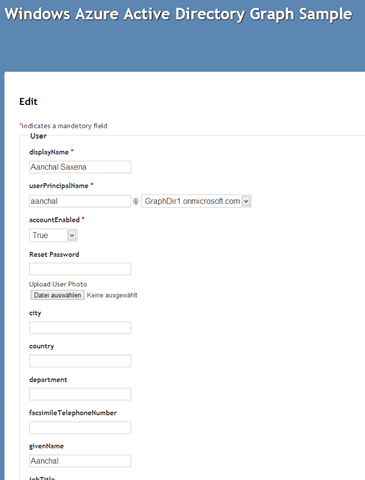 Windows Azure Active Directory Graph Sample
Edit
*Indicates a mandetory field
User
displayName *
Aanchal Saxena
userPrincipalName *
aanchal @ GraphDir1.onmicrosoft.com
accountEnabled *
True
Reset Password
Upload User Photo
Datei auswählen Keine ausgewählt
city
country
department
facsimileTelephoneNumber
givenName
Aanchal
jobTitle